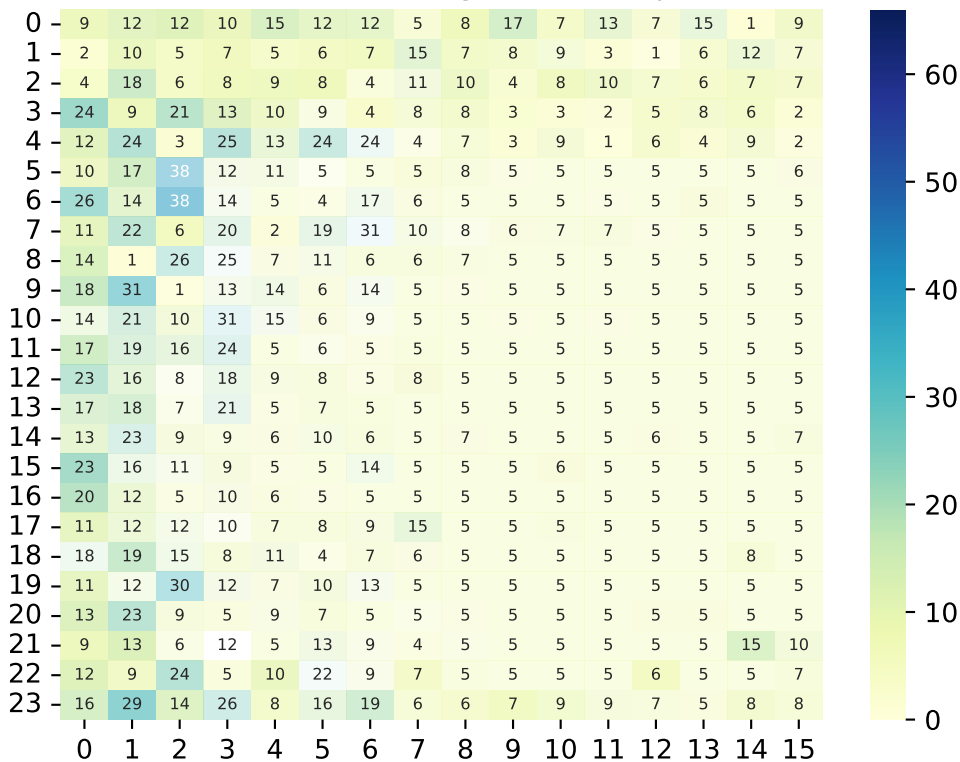 0 9 12 12 10 15 12 12 5 8 17 7 13 7 15 1 9
1 2 10 5 7 5 6 7 15 7 8 9 3 1 6 12 7
2 4 18 6 8 9 8 4 11 10 4 8 10 7 6 7 7
3 24 9 21 13 10 9 4 8 8 3 3 2 5 8 6 2
4 12 24 3 25 13 24 24 4 7 3 9 1 6 4 9 2
5 10 17 38 12 11 5 5 5 8 5 5 5 5 5 5 6
6 26 14 38 14 5 4 17 6 5 5 5 5 5 5 5 5
7 11 22 6 20 2 19 31 10 8 6 7 7 5 5 5 5
8 14 1 26 25 7 11 6 6 7 5 5 5 5 5 5 5
9 18 31 1 13 14 6 14 5 5 5 5 5 5 5 5 5
10 14 21 10 31 15 6 9 5 5 5 5 5 5 5 5 5
11 17 19 16 24 5 6 5 5 5 5 5 5 5 5 5 5
12 23 16 8 18 9 8 5 8 5 5 5 5 5 5 5 5
13 17 18 7 21 5 7 5 5 5 5 5 5 5 5 5 5
14 13 23 9 9 6 10 6 5 7 5 5 5 6 5 5 7
15 23 16 11 9 5 5 14 5 5 5 6 5 5 5 5 5
16 20 12 5 10 6 5 5 5 5 5 5 5 5 5 5 5
17 11 12 12 10 7 8 9 15 5 5 5 5 5 5 5 5
18 18 19 15 8 11 4 7 6 5 5 5 5 5 5 8 5
19 11 12 30 12 7 10 13 5 5 5 5 5 5 5 5 5
20 13 23 9 5 9 7 5 5 5 5 5 5 5 5 5 5
21 9 13 6 12 5 13 9 4 5 5 5 5 5 5 15 10
22 12 9 24 5 10 22 9 7 5 5 5 5 6 5 5 7
23 16 29 14 26 8 16 19 6 6 7 9 9 7 5 8 8
0 1 2 3 4 5 6 7 8 9 10 11 12 13 14 15
60
50
40
30
20
10
0